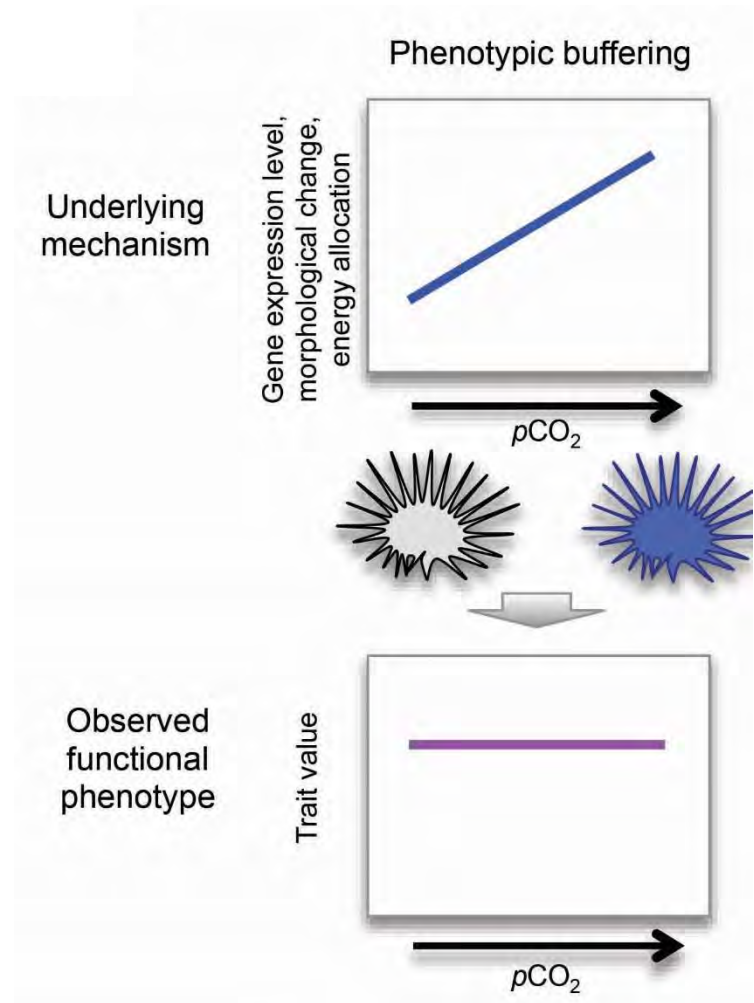 Phenotypic buffering
Underlying
mechanism
Gene expression level,
morphological change,
energy allocation
pCO₂
Observed
functional
phenotype
Trait value
pCO₂